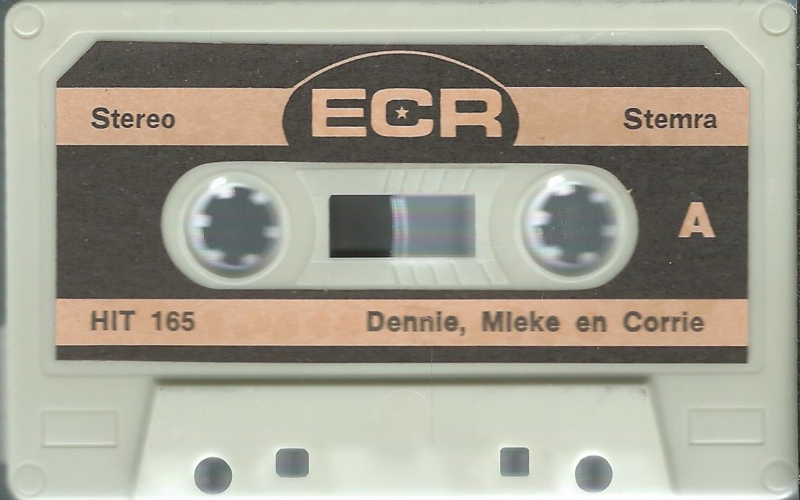 ECR
Stereo
Stemra
A
HIT 165
Dennie, Mieke en Corrie